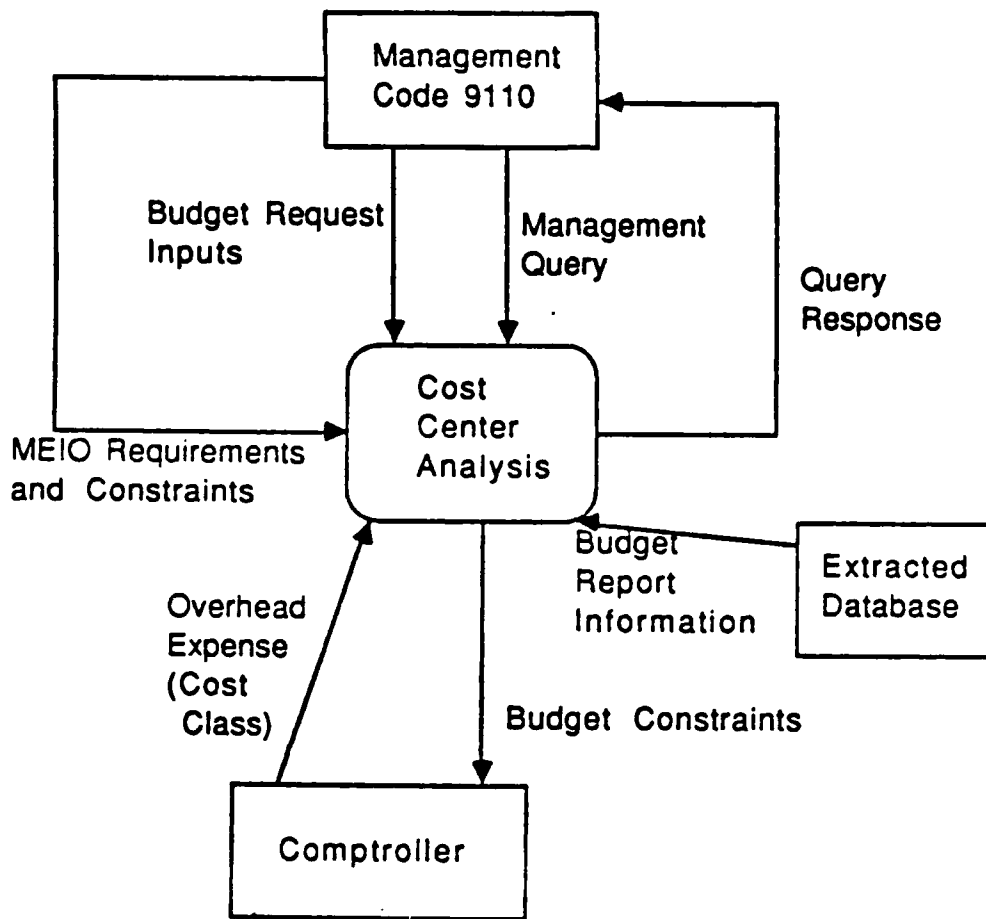 Management
Code 9110
Budget Request
Inputs
Management
Query
Query
Response
Cost
Center
Analysis
MEIO Requirements
and Constraints
Budget
Report
Information
Extracted
Database
Overhead
Expense
(Cost
Class)
Budget Constraints
Comptroller